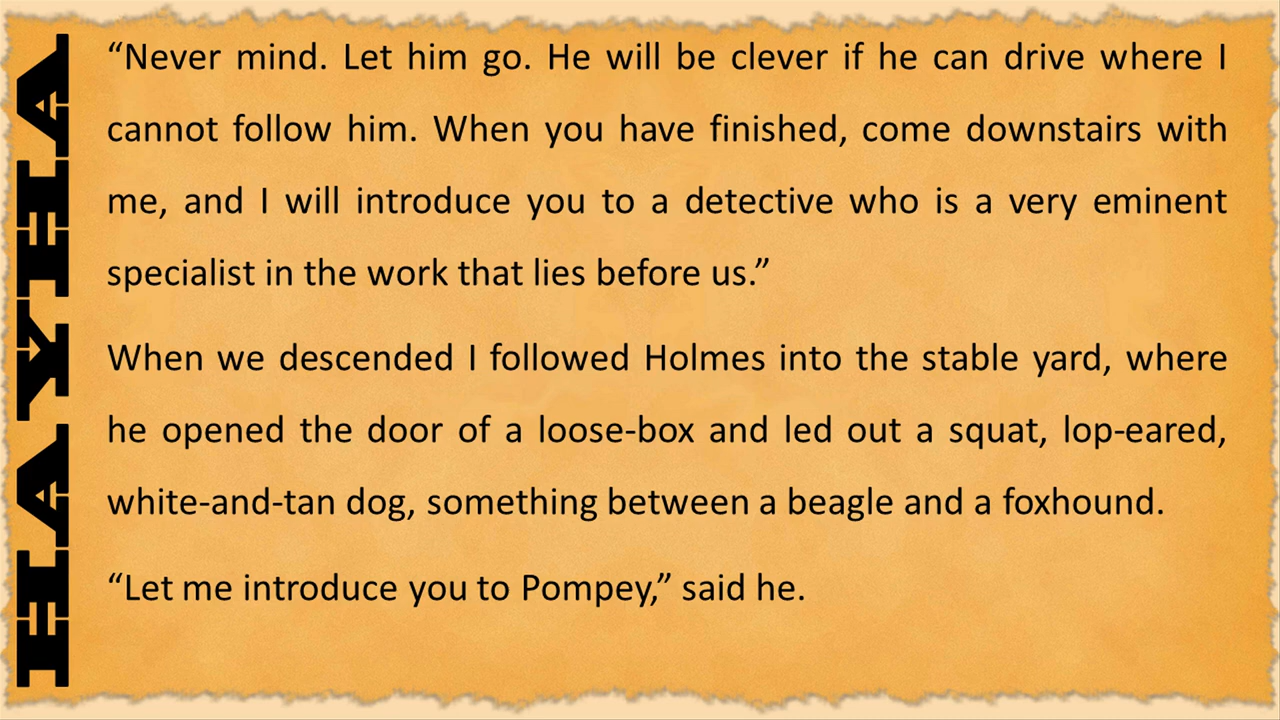 HAYHA
“Never mind. Let him go. He will be clever if he can drive where I
cannot follow him. When you have finished, come downstairs with
me, and I will introduce you to a detective who is a very eminent
specialist in the work that lies before us.”
When we descended I followed Holmes into the stable yard, where
he opened the door of a loose-box and led out a squat, lop-eared,
white-and-tan dog, something between a beagle and a foxhound.
“Let me introduce you to Pompey,” said he.